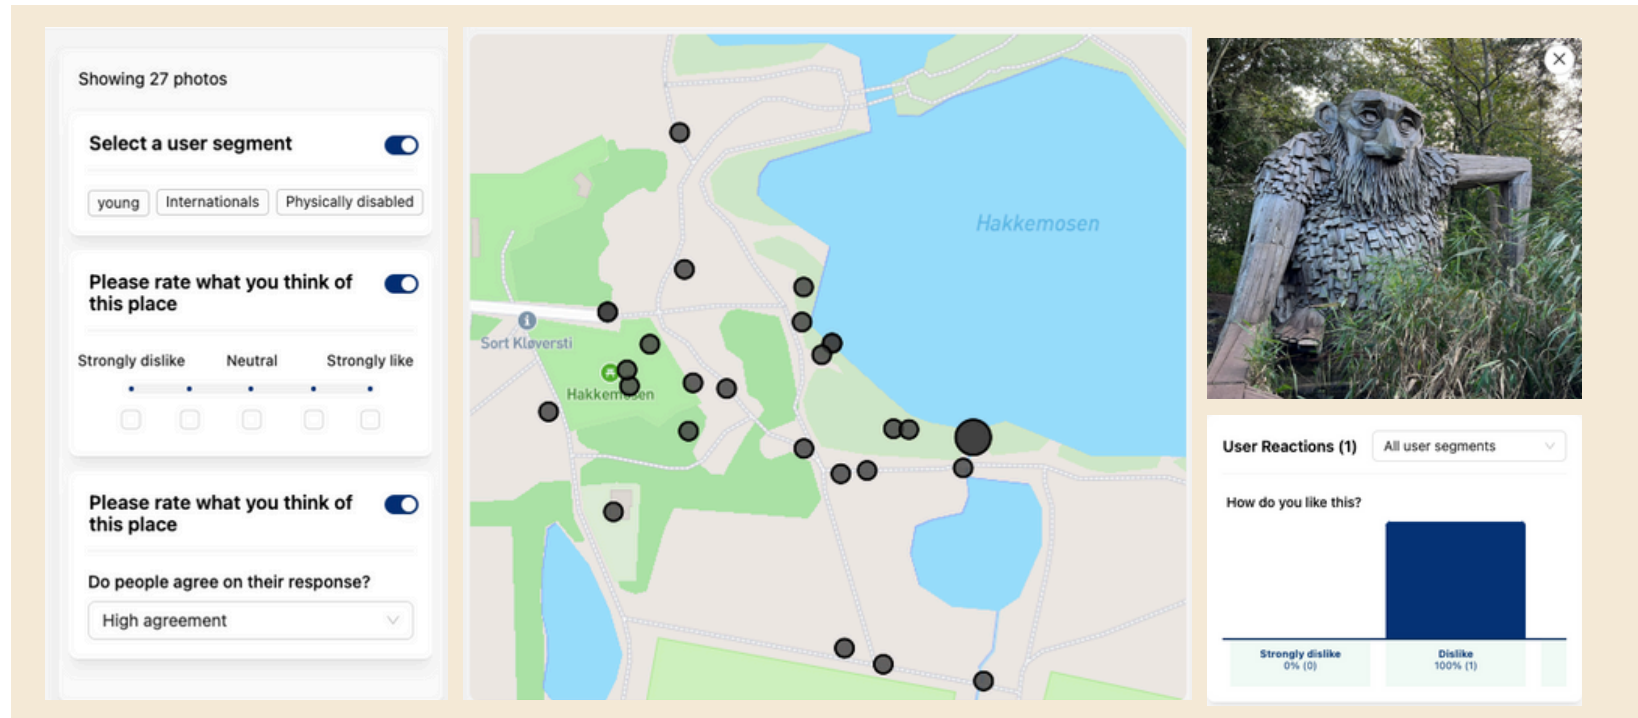 Showing 27 photos
Select a user segment
young Internationals Physically disabled
Please rate what you think of
this place
Strongly dislike Neutral Strongly like
Please rate what you think of
this place
Do people agree on their response?
High agreement
Hakkemosen
Sort Kløversti
Hakkemosen
User Reactions (1) All user segments
How do you like this?
Strongly dislike Dislike
0% (0) 100% (1)